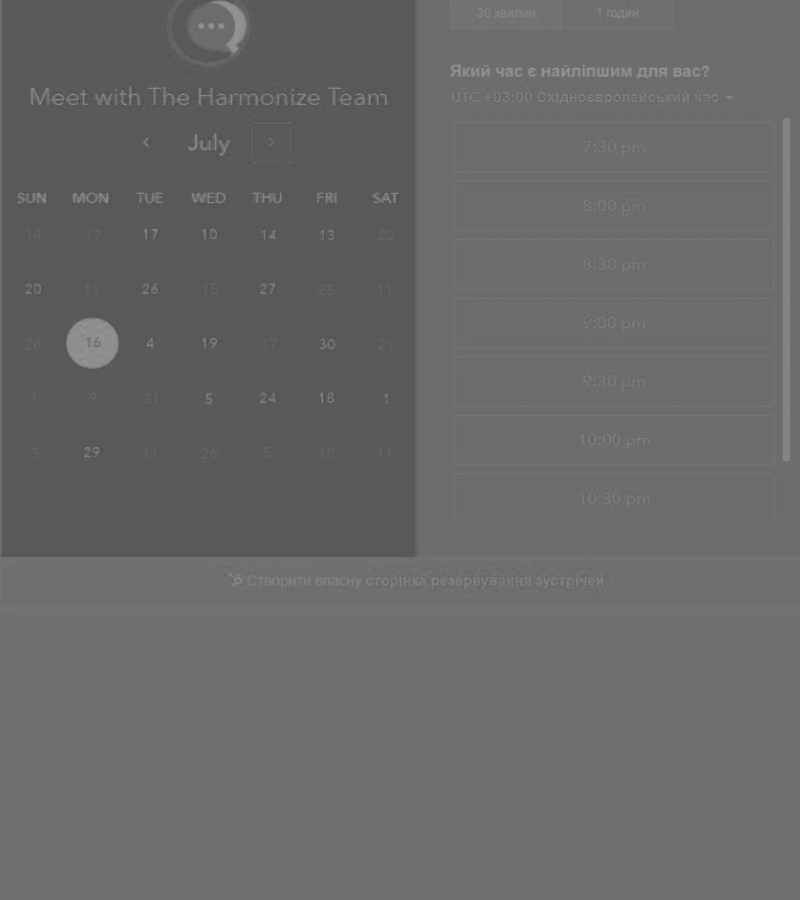 30 хвилин 1 годин
Який час є найліпшим для вас?
UTC +03:00 Східноєвропейський час
Meet with The Harmonize Team
July
SUN MON TUE WED THU FRI SAT
14 17 17 10 14 13 22
20 11 26 15 27 25 11
28 16 4 19 17 30 21
1 9 31 5 24 18 1
3 29 11 26 5 18 11
7:30 pm
8:00 pm
8:30 pm
9:00 pm
9:30 pm
10:00 pm
10:30 pm
Створити власну сторінка резервування зустрічей